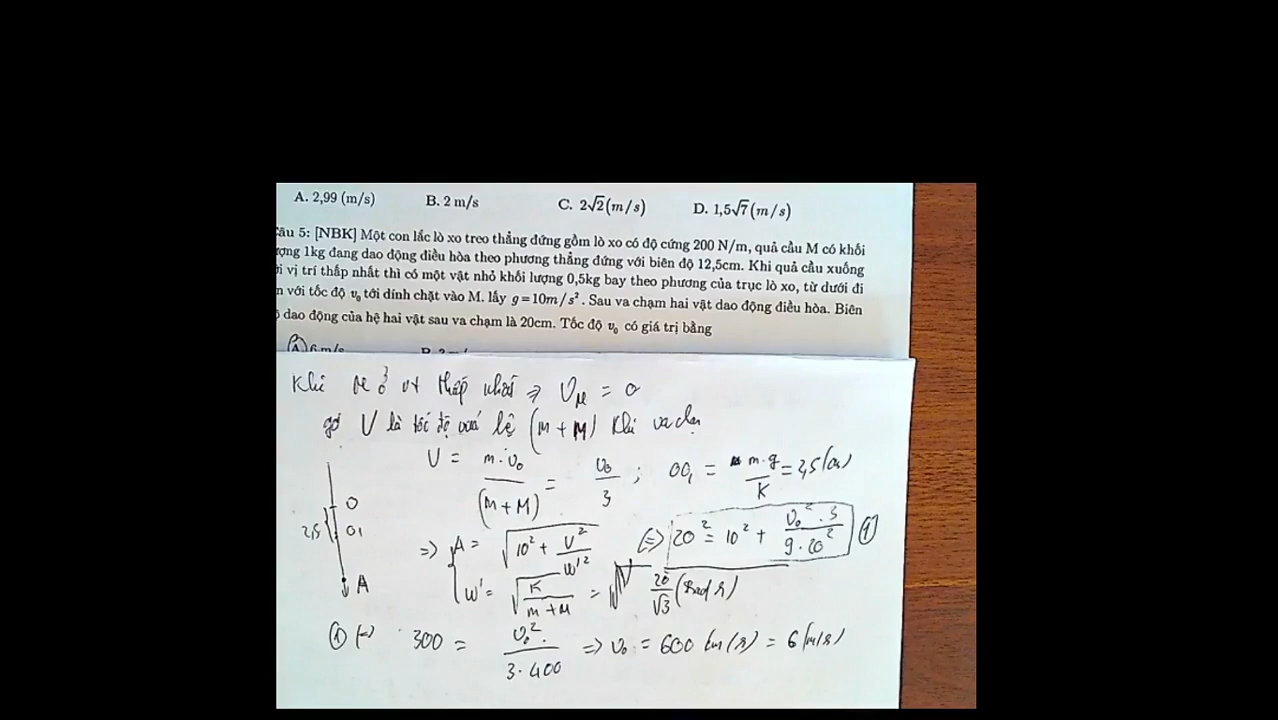 A. 2,99 (m/s) B. 2 m/s C. 2√2(m/s) D. 1,5√7(m/s)
âu 5: [NBK] Một con lắc lò xo treo thẳng đứng gồm lò xo có độ cứng 200 N/m, quả cầu M có khối
ợng 1kg đang dao động điều hòa theo phương thẳng đứng với biên độ 12,5cm. Khi quả cầu xuống
i vị trí thấp nhất thì có một vật nhỏ khối lượng 0,5kg bay theo phương của trục lò xo, từ dưới đi
n với tốc độ v₀ tới dính chặt vào M. lấy g=10m/s². Sau va chạm hai vật dao động điều hòa. Biên
dao động của hệ hai vật sau va chạm là 20cm. Tốc độ v₀ có giá trị bằng
A. 6 m/s
Khi M ở vt thấp nhất => U_M = 0
gọi V là tốc độ của hệ (m+M) khi va chạm
V = m.v₀/(m+M) = v₀/3 ; OO₁ = m.g/K = 2,5(cm)
O
2,5 O₁
A
=> A = √(10² + V²/W'²) (=> 20² = 10² + v₀².3/(9.20²) (1)
W' = √(K/(m+M)) = 20/√3 (Rad/s)
(1) (=) 300 = v₀²/(3.400) => v₀ = 600 cm(/s) = 6(m/s)